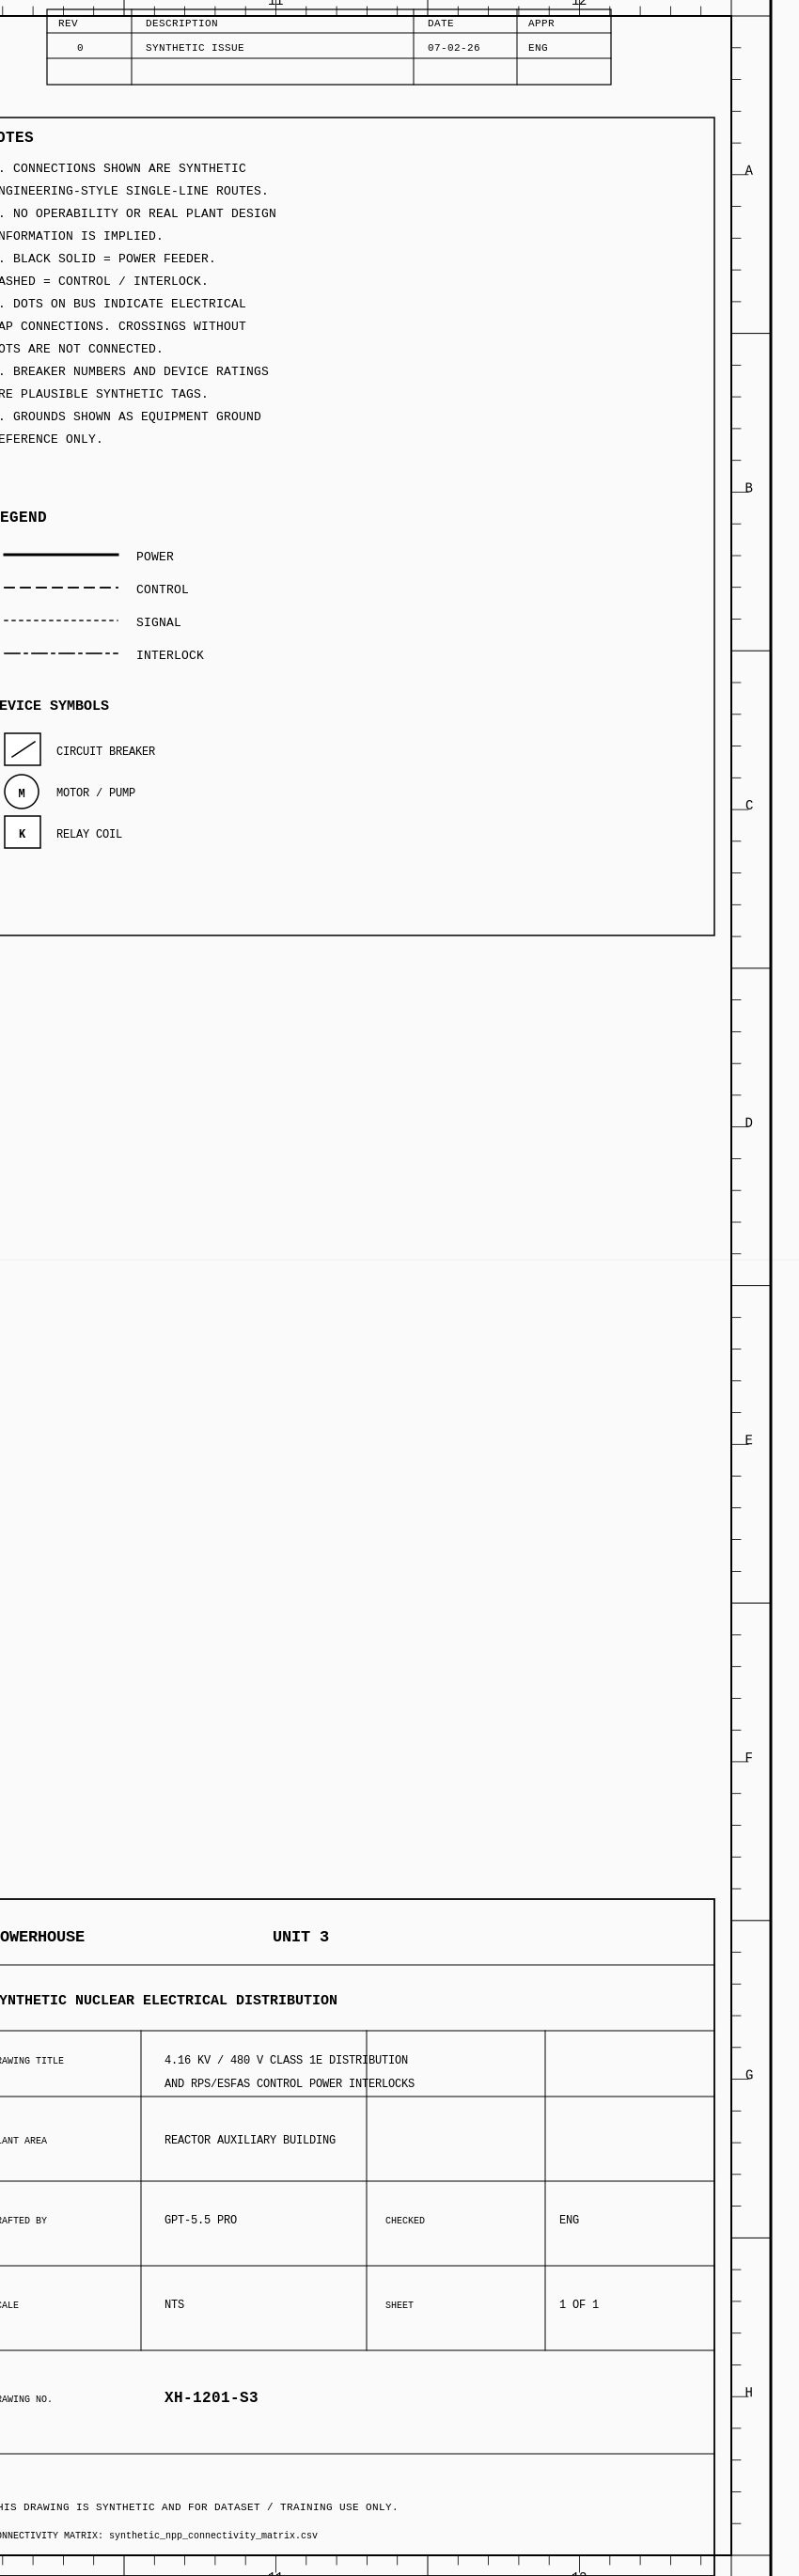 11 12
REV DESCRIPTION DATE APPR
0 SYNTHETIC ISSUE 07-02-26 ENG
OTES
. CONNECTIONS SHOWN ARE SYNTHETIC
NGINEERING-STYLE SINGLE-LINE ROUTES.
. NO OPERABILITY OR REAL PLANT DESIGN
NFORMATION IS IMPLIED.
. BLACK SOLID = POWER FEEDER.
ASHED = CONTROL / INTERLOCK.
. DOTS ON BUS INDICATE ELECTRICAL
AP CONNECTIONS. CROSSINGS WITHOUT
OTS ARE NOT CONNECTED.
. BREAKER NUMBERS AND DEVICE RATINGS
RE PLAUSIBLE SYNTHETIC TAGS.
. GROUNDS SHOWN AS EQUIPMENT GROUND
EFERENCE ONLY.
EGEND
POWER
CONTROL
SIGNAL
INTERLOCK
EVICE SYMBOLS
CIRCUIT BREAKER
M MOTOR / PUMP
K RELAY COIL
A
B
C
D
E
F
G
H
OWERHOUSE UNIT 3
YNTHETIC NUCLEAR ELECTRICAL DISTRIBUTION
RAWING TITLE 4.16 KV / 480 V CLASS 1E DISTRIBUTION
AND RPS/ESFAS CONTROL POWER INTERLOCKS
LANT AREA REACTOR AUXILIARY BUILDING
RAFTED BY GPT-5.5 PRO CHECKED ENG
CALE NTS SHEET 1 OF 1
RAWING NO. XH-1201-S3
HIS DRAWING IS SYNTHETIC AND FOR DATASET / TRAINING USE ONLY.
ONNECTIVITY MATRIX: synthetic_npp_connectivity_matrix.csv